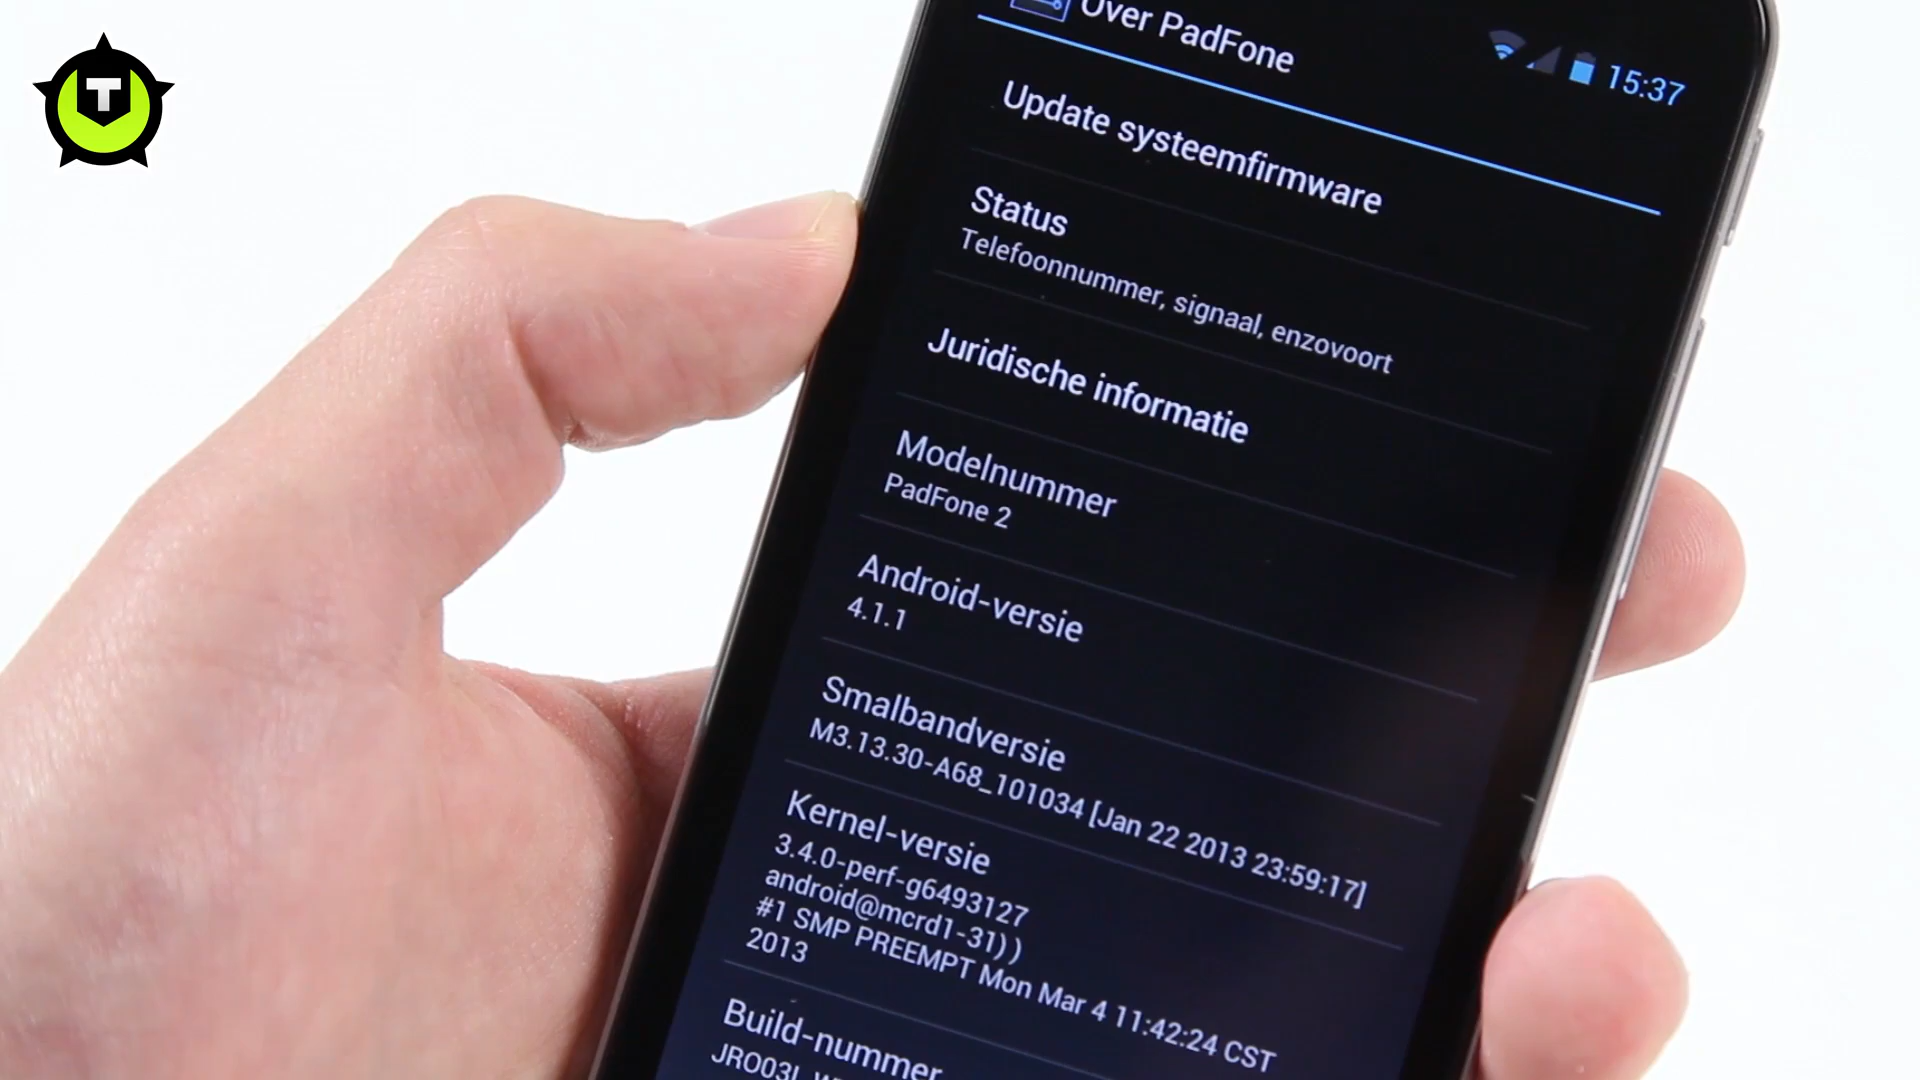 T
Over PadFone
15:37
Update systeemfirmware
Status
Telefoonnummer, signaal, enzovoort
Juridische informatie
Modelnummer
PadFone 2
Android-versie
4.1.1
Smalbandversie
M3.13.30-A68_101034 [Jan 22 2013 23:59:17]
Kernel-versie
3.4.0-perf-g6493127
android@mcrd1-31) )
#1 SMP PREEMPT Mon Mar 4 11:42:24 CST
2013
Build-nummer